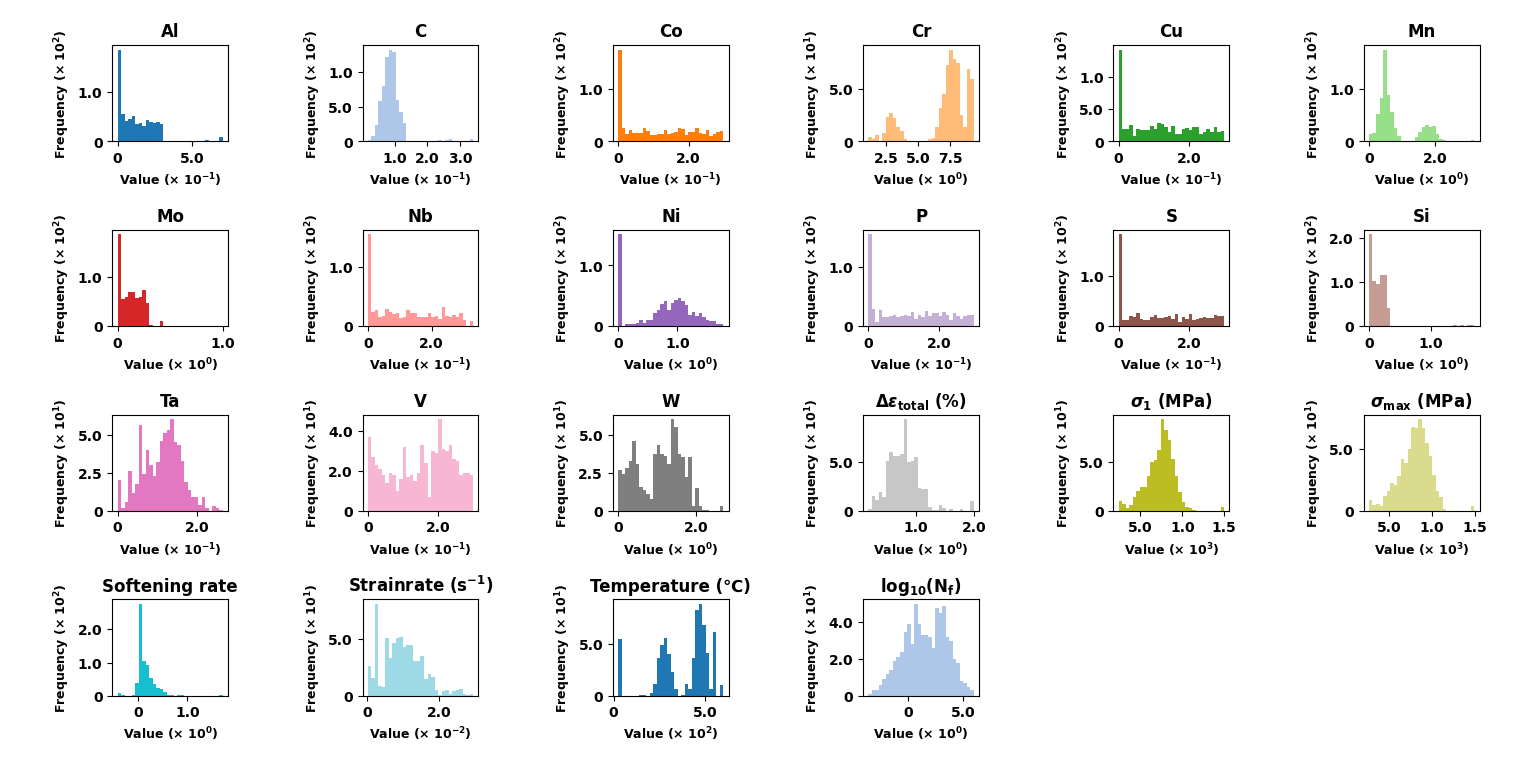 Al C Co Cr Cu Mn
Frequency (× 10²) Frequency (× 10²) Frequency (× 10²) Frequency (× 10¹) Frequency (× 10²) Frequency (× 10²)
1.0 1.0 1.0 5.0 1.0 1.0
5.0 5.0
0 0 0 0 0 0
0 5.0 1.0 2.0 3.0 0 2.0 2.5 5.0 7.5 0 2.0 0 2.0
Value (× 10⁻¹) Value (× 10⁻¹) Value (× 10⁻¹) Value (× 10⁰) Value (× 10⁻¹) Value (× 10⁰)
Mo Nb Ni P S Si
Frequency (× 10²) Frequency (× 10²) Frequency (× 10²) Frequency (× 10²) Frequency (× 10²) Frequency (× 10²)
2.0
1.0 1.0 1.0 1.0 1.0 1.0
0 0 0 0 0 0
0 1.0 0 2.0 0 1.0 0 2.0 0 2.0 0 1.0
Value (× 10⁰) Value (× 10⁻¹) Value (× 10⁰) Value (× 10⁻¹) Value (× 10⁻¹) Value (× 10⁰)
Ta V W Δε_total (%) σ₁ (MPa) σ_max (MPa)
Frequency (× 10¹) Frequency (× 10¹) Frequency (× 10¹) Frequency (× 10¹) Frequency (× 10¹) Frequency (× 10¹)
5.0 4.0 5.0 5.0 5.0 5.0
2.5 2.0 2.5
0 0 0 0 0 0
0 2.0 0 2.0 0 2.0 1.0 2.0 5.0 1.0 1.5 5.0 1.0 1.5
Value (× 10⁻¹) Value (× 10⁻¹) Value (× 10⁰) Value (× 10⁰) Value (× 10³) Value (× 10³)
Softening rate Strainrate (s⁻¹) Temperature (°C) log₁₀(N_f)
Frequency (× 10²) Frequency (× 10¹) Frequency (× 10¹) Frequency (× 10¹)
2.0 5.0 5.0 4.0
1.0 2.0
0 0 0 0
0 1.0 0 2.0 0 5.0 0 5.0
Value (× 10⁰) Value (× 10⁻²) Value (× 10²) Value (× 10⁰)